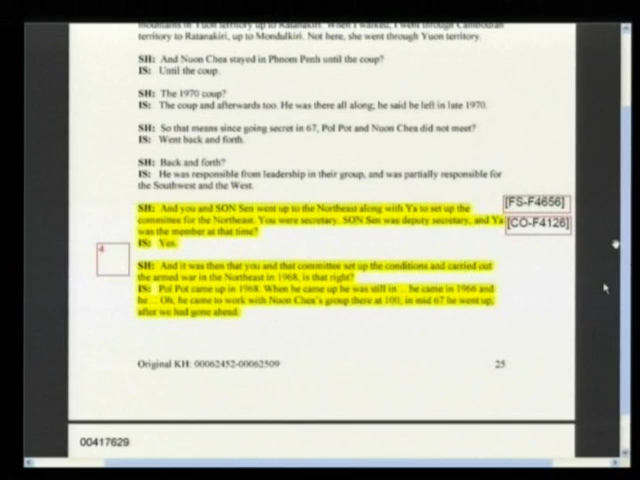 mountains in Yuon territory up to Ratanakiri. When I walked, I went through Cambodian
territory to Ratanakiri, up to Mondulkiri. Not here, she went through Yuon territory.
SH: And Nuon Chea stayed in Phnom Penh until the coup?
IS: Until the coup.
SH: The 1970 coup?
IS: The coup and afterwards too. He was there all along; he said he left in late 1970.
SH: So that means since going secret in 67, Pol Pot and Nuon Chea did not meet?
IS: Went back and forth.
SH: Back and forth?
IS: He was responsible from leadership in their group, and was partially responsible for
the Southwest and the West.
SH: And you and SON Sen went up to the Northeast along with Ya to set up the
[FS-F4656]
committee for the Northeast. You were secretary. SON Sen was deputy secretary, and Ya
[CO-F4126]
was the member at that time?
IS: Yes.
4
SH: And it was then that you and that committee set up the conditions and carried out
the armed war in the Northeast in 1968, is that right?
IS: Pol Pot came up in 1968. When he came up he was still in... he came in 1966 and
he... Oh, he came to work with Nuon Chea's group there at 100, in mid 67 he went up,
after we had gone ahead.
Original KH: 00062452-00062509
25
00417629